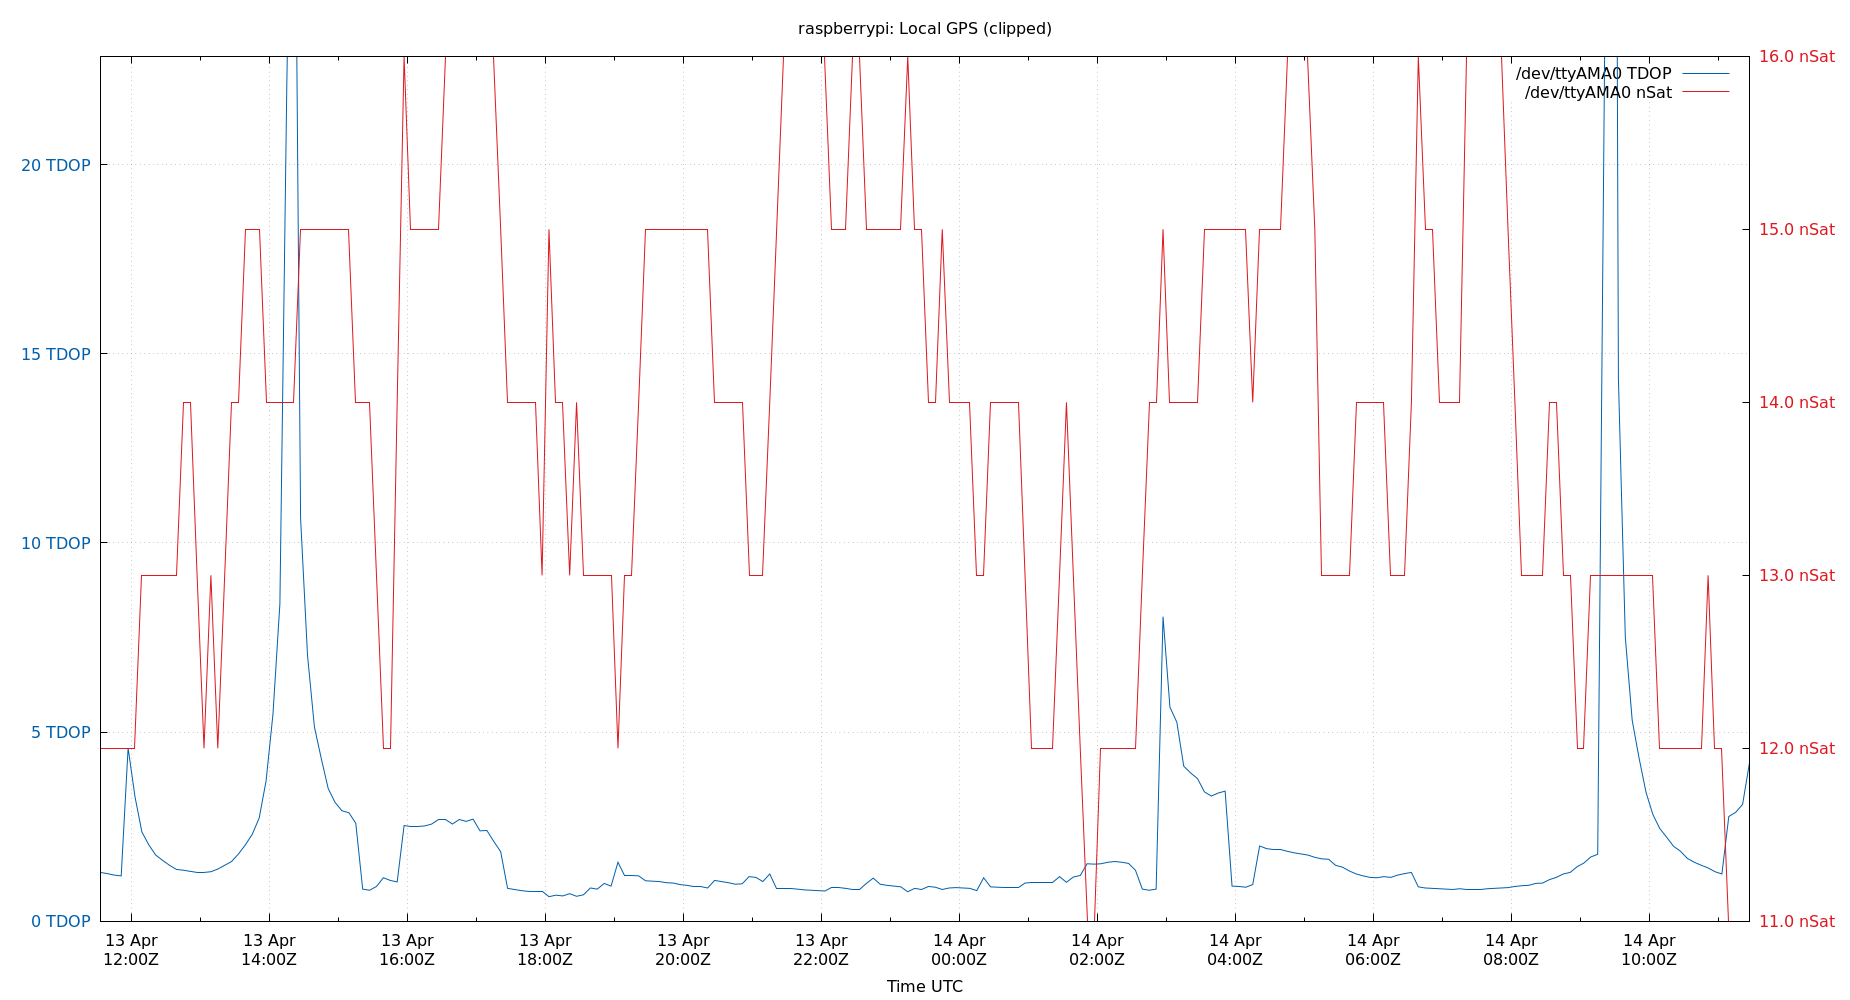 raspberrypi: Local GPS (clipped)
16.0 nSat
/dev/ttyAMA0 TDOP
/dev/ttyAMA0 nSat
20 TDOP
15.0 nSat
15 TDOP
14.0 nSat
10 TDOP
13.0 nSat
5 TDOP
12.0 nSat
0 TDOP
11.0 nSat
13 Apr 13 Apr 13 Apr 13 Apr 13 Apr 13 Apr 14 Apr 14 Apr 14 Apr 14 Apr 14 Apr 14 Apr
12:00Z 14:00Z 16:00Z 18:00Z 20:00Z 22:00Z 00:00Z 02:00Z 04:00Z 06:00Z 08:00Z 10:00Z
Time UTC